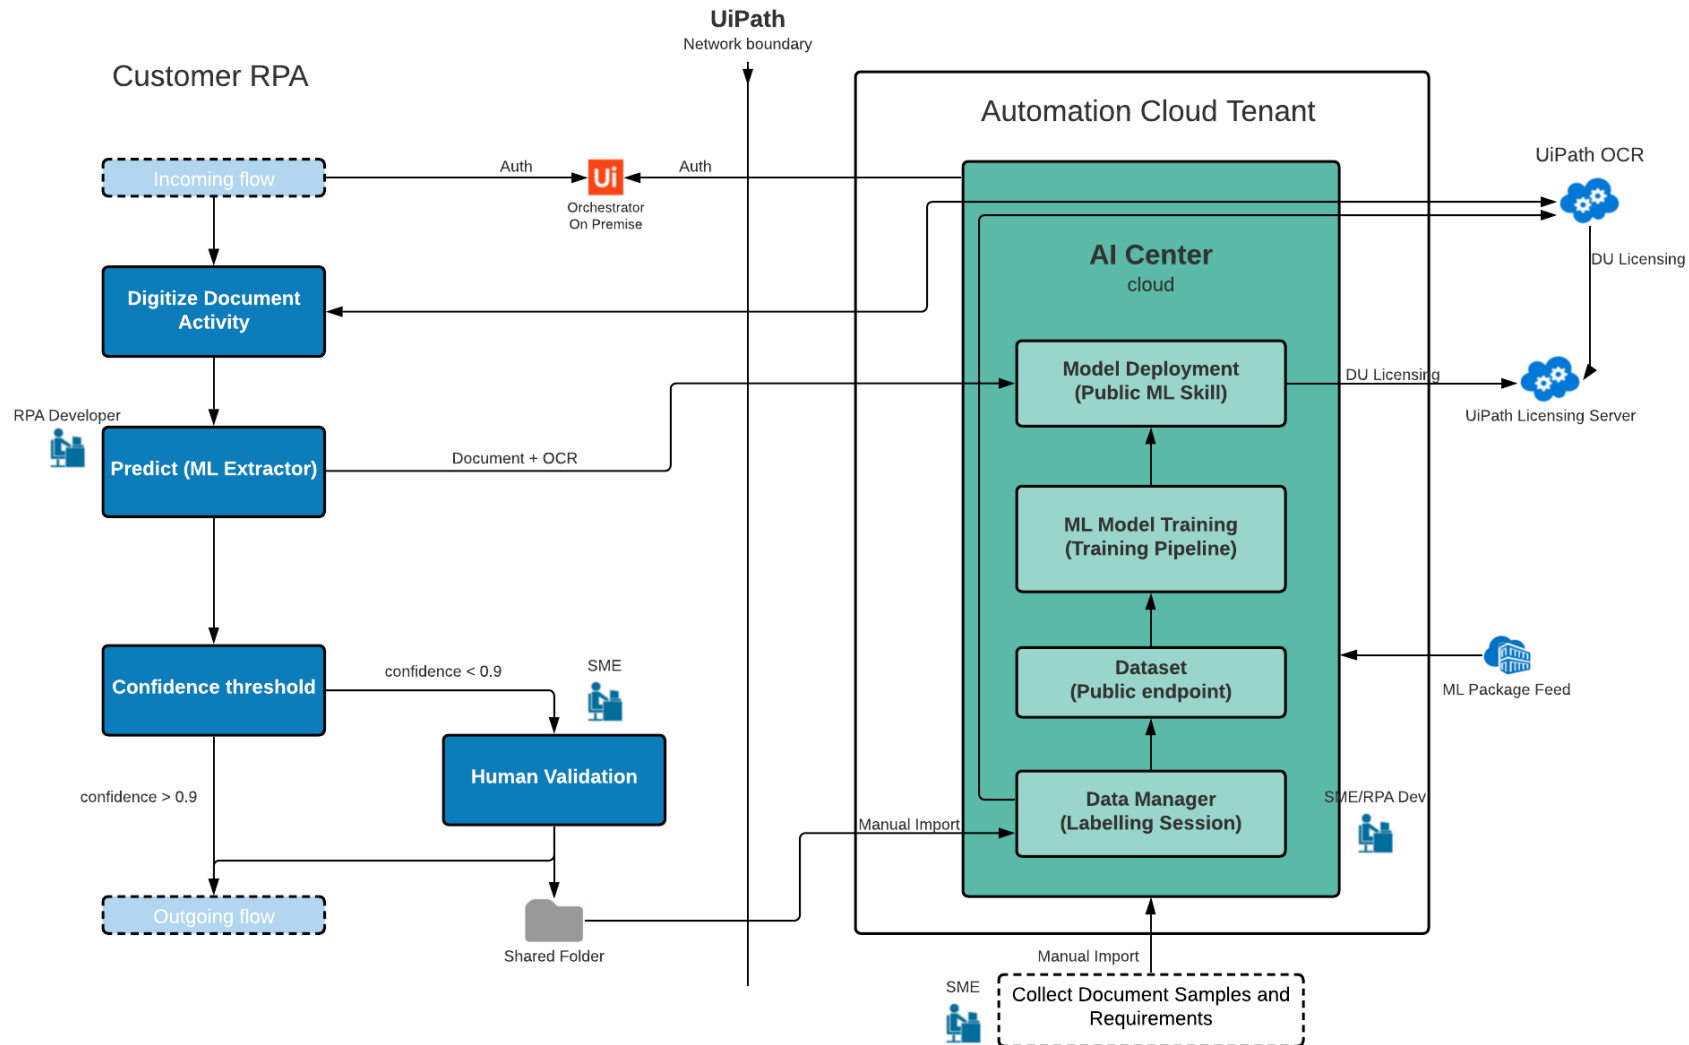 UiPath
Network boundary
Customer RPA
Automation Cloud Tenant
UiPath OCR
Incoming flow
Auth
Ui
Auth
Orchestrator
On Premise
AI Center
cloud
DU Licensing
Digitize Document
Activity
Model Deployment
(Public ML Skill)
DU Licensing
UiPath Licensing Server
RPA Developer
Predict (ML Extractor)
Document + OCR
ML Model Training
(Training Pipeline)
Confidence threshold
confidence < 0.9
SME
Dataset
(Public endpoint)
ML Package Feed
Human Validation
confidence > 0.9
Data Manager
(Labelling Session)
SME/RPA Dev
Manual Import
Outgoing flow
Shared Folder
Manual Import
SME
Collect Document Samples and
Requirements